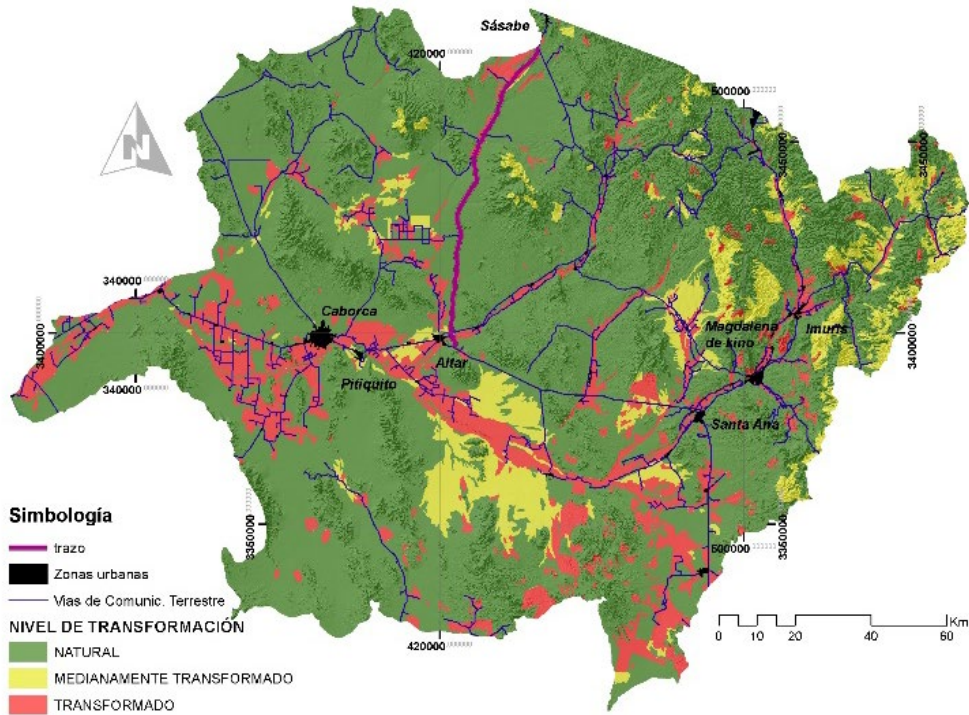 Sásabe
420000
500000
3450000
3450000
N
340000
3400000
340000
Caborca
Pitiquito
Altar
Magdalena
de kino
Imuris
3400000
Santa Ana
3350000
500000
3350000
420000
Simbología
trazo
Zonas urbanas
Vias de Comunic. Terrestre
NIVEL DE TRANSFORMACIÓN
NATURAL
MEDIANAMENTE TRANSFORMADO
TRANSFORMADO
Km
0 5 10 20 40 60